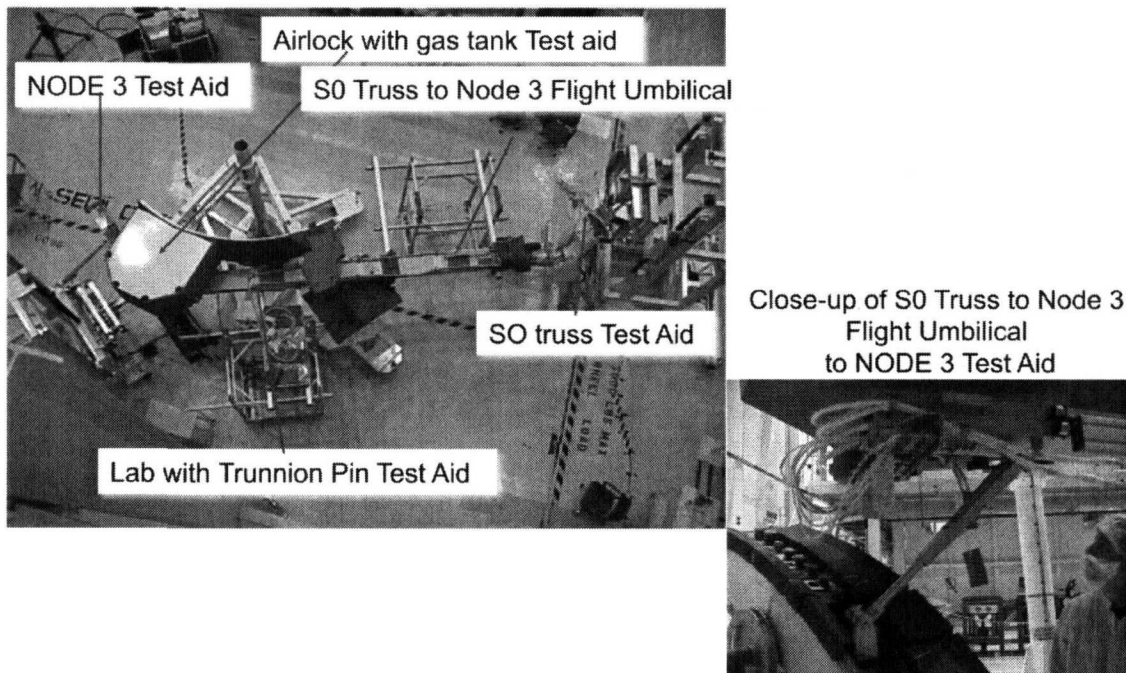 Airlock with gas tank Test aid
NODE 3 Test Aid
S0 Truss to Node 3 Flight Umbilical
SO truss Test Aid
Lab with Trunnion Pin Test Aid
LOAD
Close-up of S0 Truss to Node 3
Flight Umbilical
to NODE 3 Test Aid